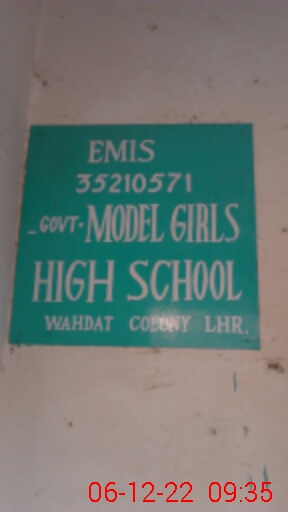 EMIS
35210571
_ GOVT. MODEL GIRLS
HIGH SCHOOL
WAHDAT COLONY LHR.
06-12-22 09:35